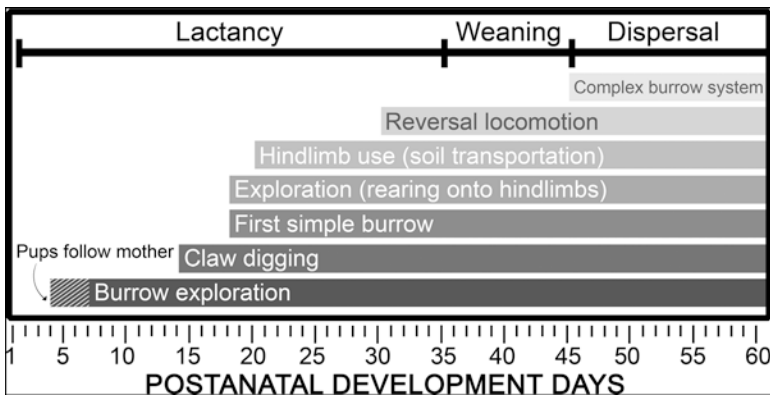 Lactancy Weaning Dispersal
Complex burrow system
Reversal locomotion
Hindlimb use (soil transportation)
Exploration (rearing onto hindlimbs)
First simple burrow
Pups follow mother
Claw digging
Burrow exploration
1 5 10 15 20 25 30 35 40 45 50 55 60
POSTANATAL DEVELOPMENT DAYS